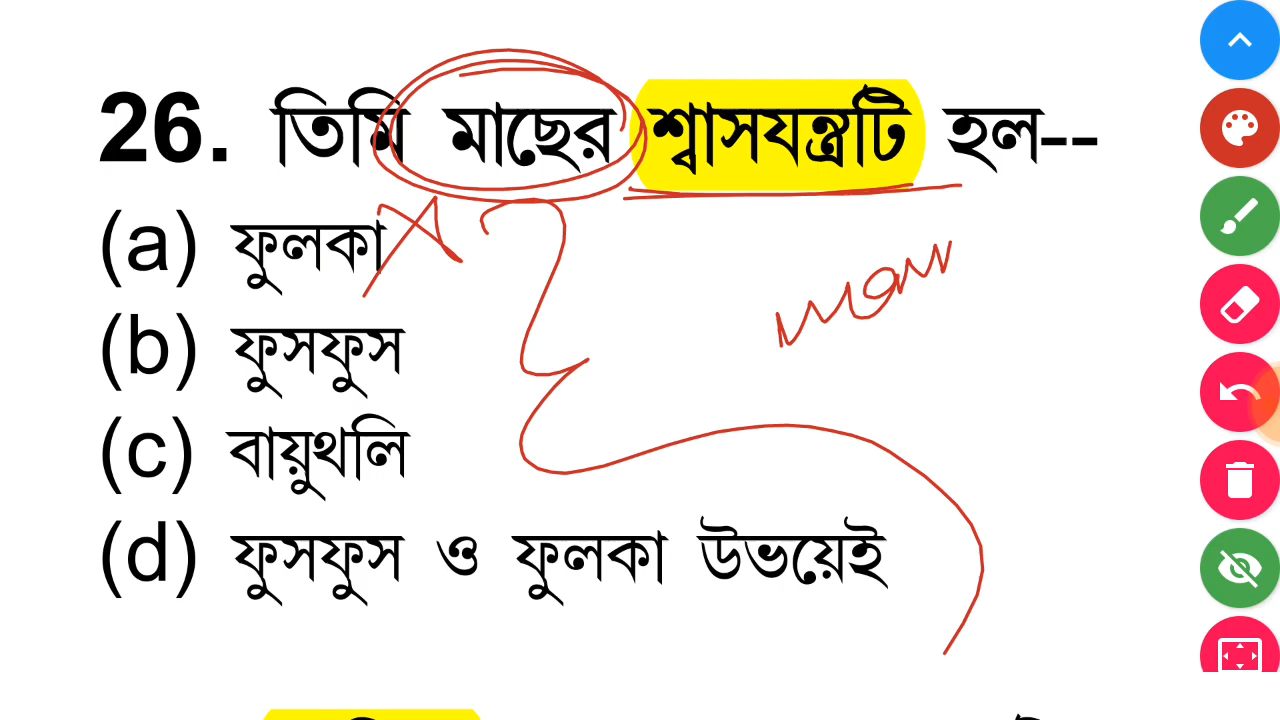 26. তিমি মাছের শ্বাসযন্ত্রটি হল--
(a) ফুলকা
(b) ফুসফুস
(c) বায়ুথলি
(d) ফুসফুস ও ফুলকা উভয়েই